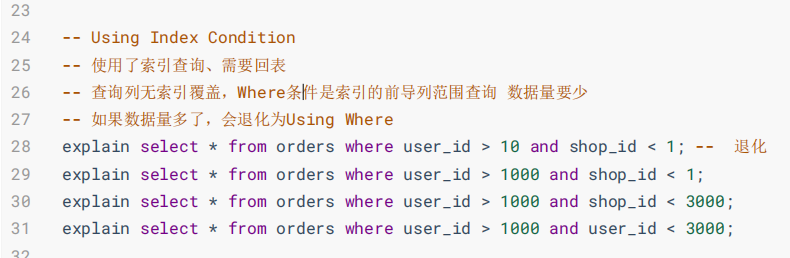 23
24 -- Using Index Condition
25 -- 使用了索引查询、需要回表
26 -- 查询列无索引覆盖，Where条件是索引的前导列范围查询 数据量要少
27 -- 如果数据量多了，会退化为Using Where
28 explain select * from orders where user_id > 10 and shop_id < 1; --  退化
29 explain select * from orders where user_id > 1000 and shop_id < 1;
30 explain select * from orders where user_id > 1000 and shop_id < 3000;
31 explain select * from orders where user_id > 1000 and user_id < 3000;
32